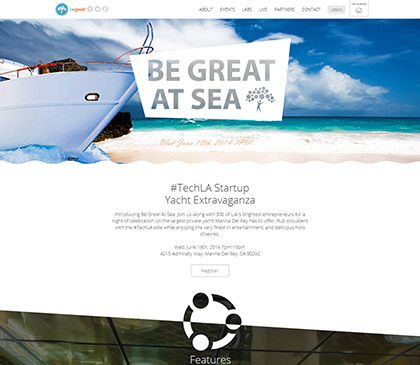 begreat
ABOUT EVENTS LABS LIVE PARTNERS CONTACT LOGIN
BE GREAT
AT SEA
Wed June 18th, 2014 7PM
#TechLA Startup
Yacht Extravaganza
Introducing Be Great At Sea! Join us along with 300 of L.A.'s brightest entrepreneurs for a
night of celebration on the largest private yacht Marina Del Rey has to offer. Rub shoulders
with the #TechLA elite while enjoying the very finest in entertainment, and delicious hors
d'oevres.
Wed, June 18th, 2014 7pm-10pm
4215 Admiralty Way, Marina Del Rey, CA 90292
Register
Features